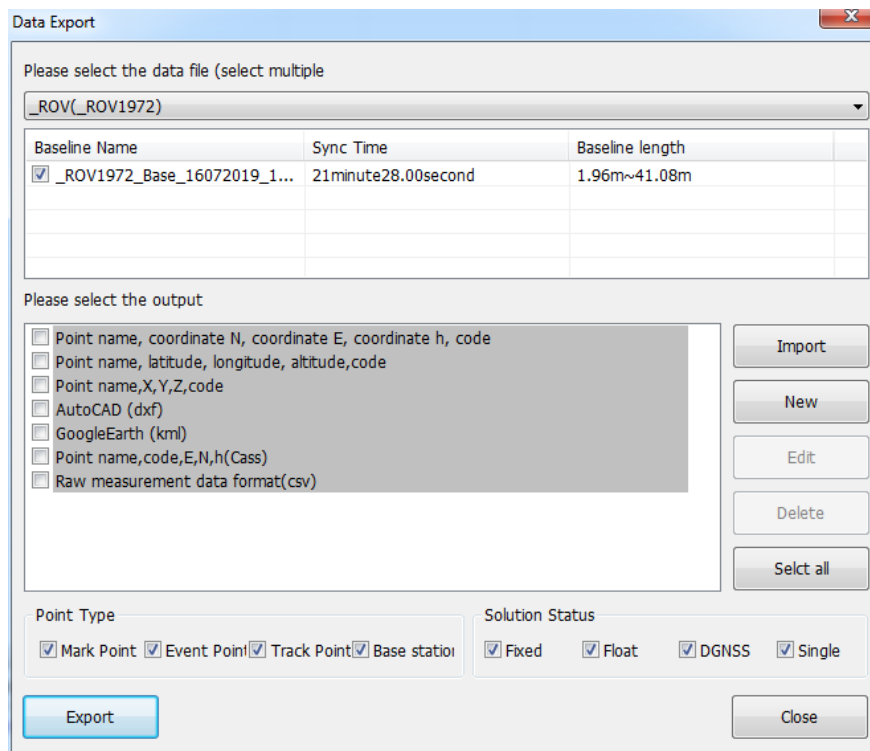 Data Export
Please select the data file (select multiple
_ROV(_ROV1972)
Baseline Name Sync Time Baseline length
_ROV1972_Base_16072019_1... 21minute28.00second 1.96m~41.08m
Please select the output
Point name, coordinate N, coordinate E, coordinate h, code
Point name, latitude, longitude, altitude,code
Point name,X,Y,Z,code
AutoCAD (dxf)
GoogleEarth (kml)
Point name,code,E,N,h(Cass)
Raw measurement data format(csv)
Import
New
Edit
Delete
Selct all
Point Type
Mark Point Event Point Track Point Base station
Solution Status
Fixed Float DGNSS Single
Export
Close